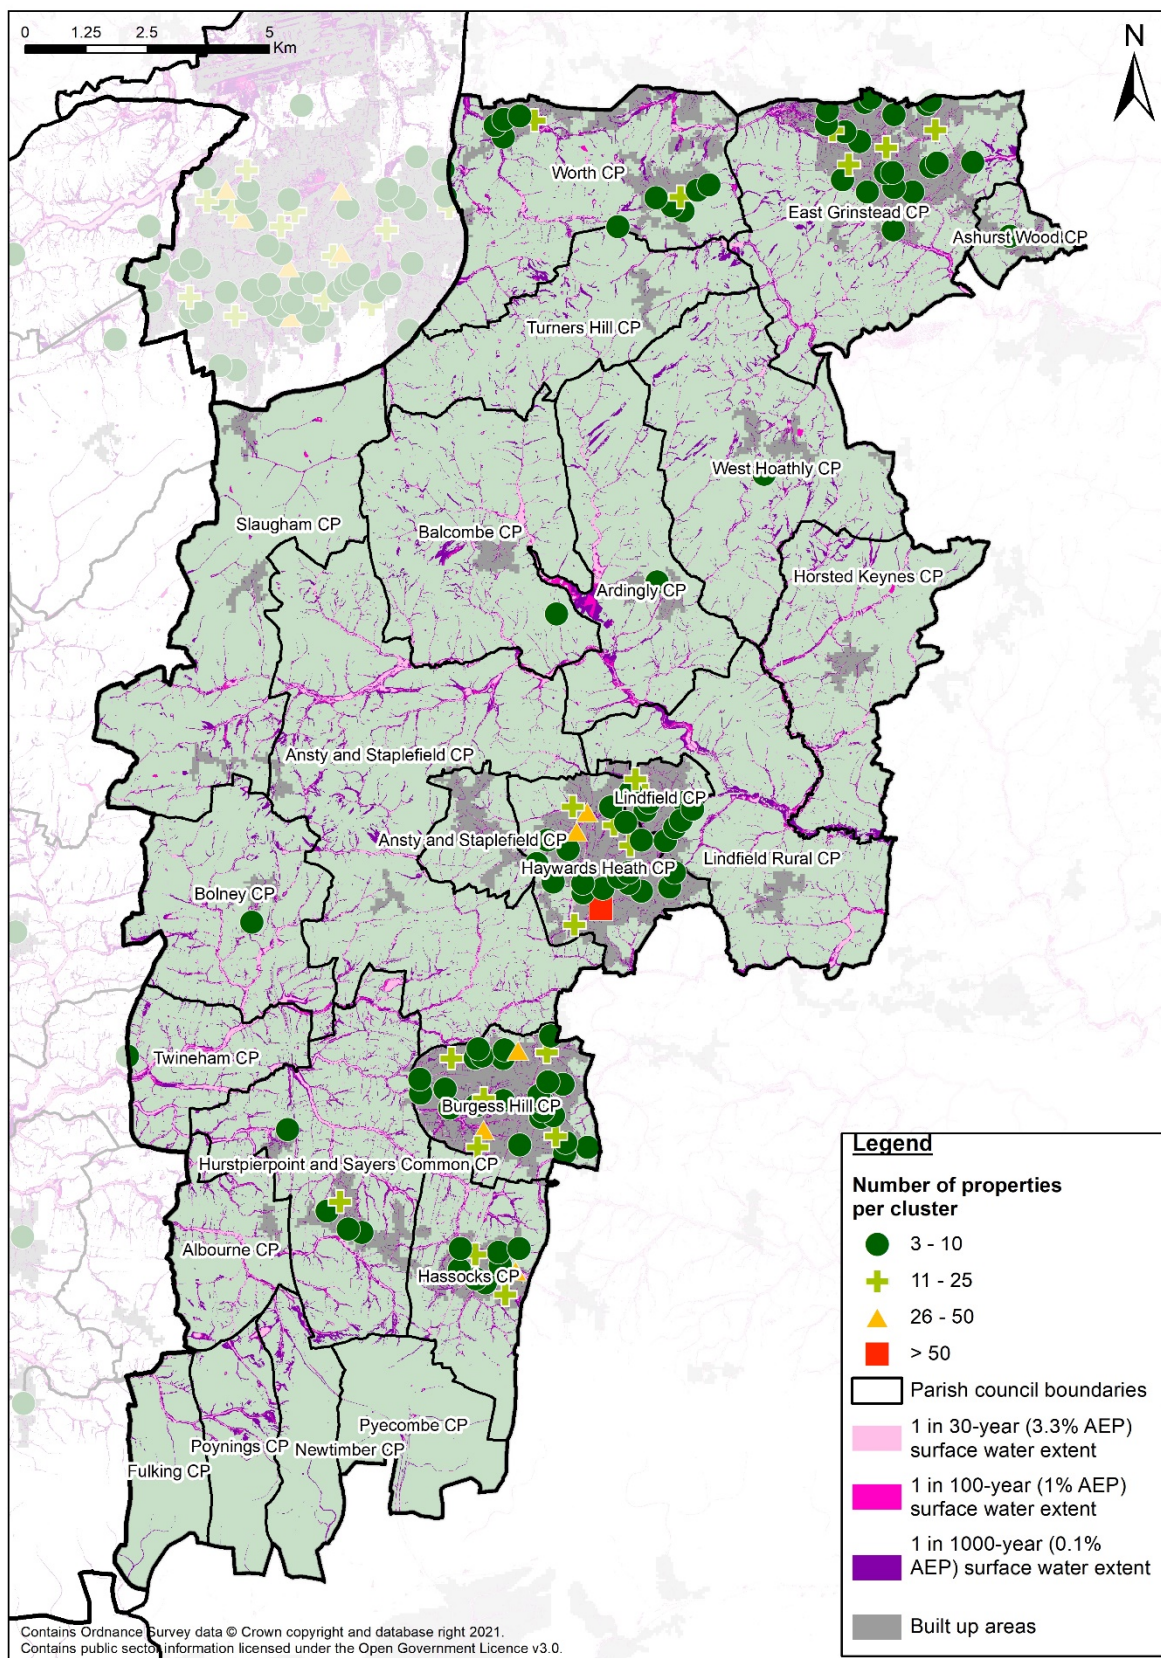 0 1.25 2.5 5
Km
N
Worth CP
East Grinstead CP
Ashurst Wood CP
Turners Hill CP
West Hoathly CP
Slaugham CP
Balcombe CP
Ardingly CP
Horsted Keynes CP
Ansty and Staplefield CP
Lindfield CP
Ansty and Staplefield CP
Haywards Heath CP
Lindfield Rural CP
Bolney CP
Twineham CP
Burgess Hill CP
Hurstpierpoint and Sayers Common CP
Albourne CP
Hassocks CP
Pyecombe CP
Poynings CP
Newtimber CP
Fulking CP
Legend
Number of properties
per cluster
3 - 10
11 - 25
26 - 50
> 50
Parish council boundaries
1 in 30-year (3.3% AEP)
surface water extent
1 in 100-year (1% AEP)
surface water extent
1 in 1000-year (0.1%
AEP) surface water extent
Built up areas
Contains Ordnance Survey data © Crown copyright and database right 2021.
Contains public sector information licensed under the Open Government Licence v3.0.